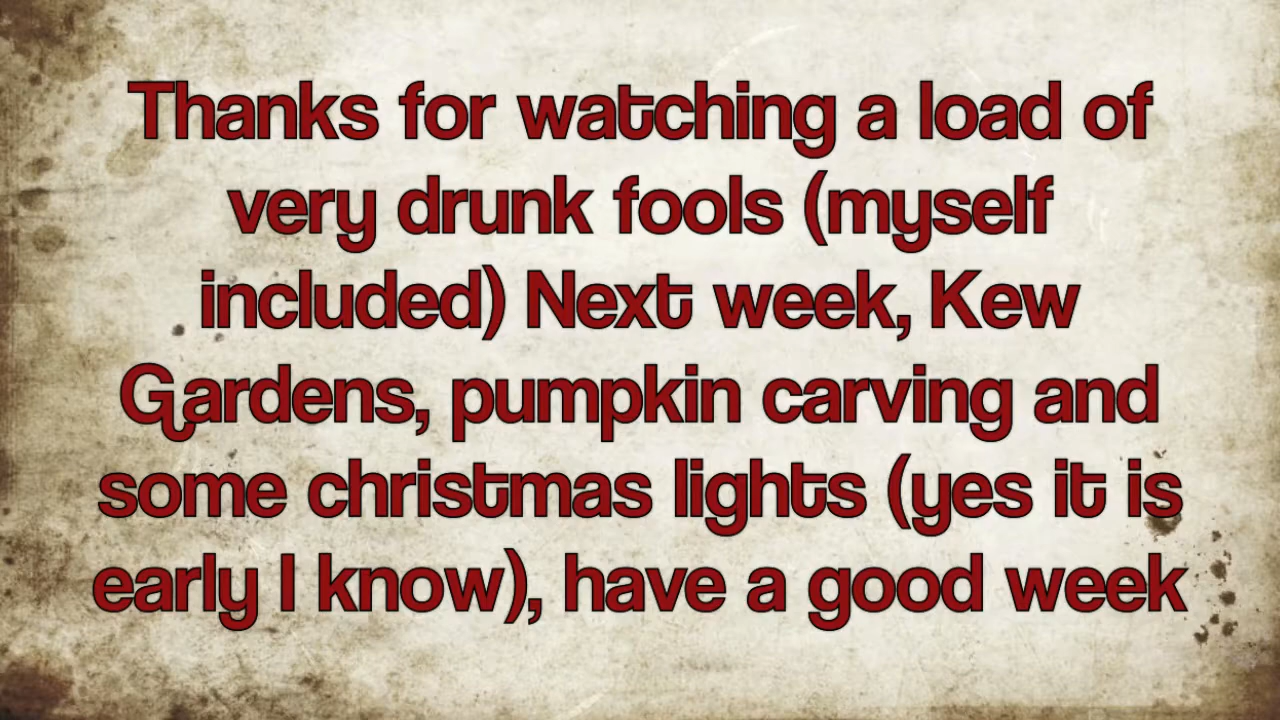 Thanks for watching a load of
very drunk fools (myself
included) Next week, Kew
Gardens, pumpkin carving and
some christmas lights (yes it is
early I know), have a good week